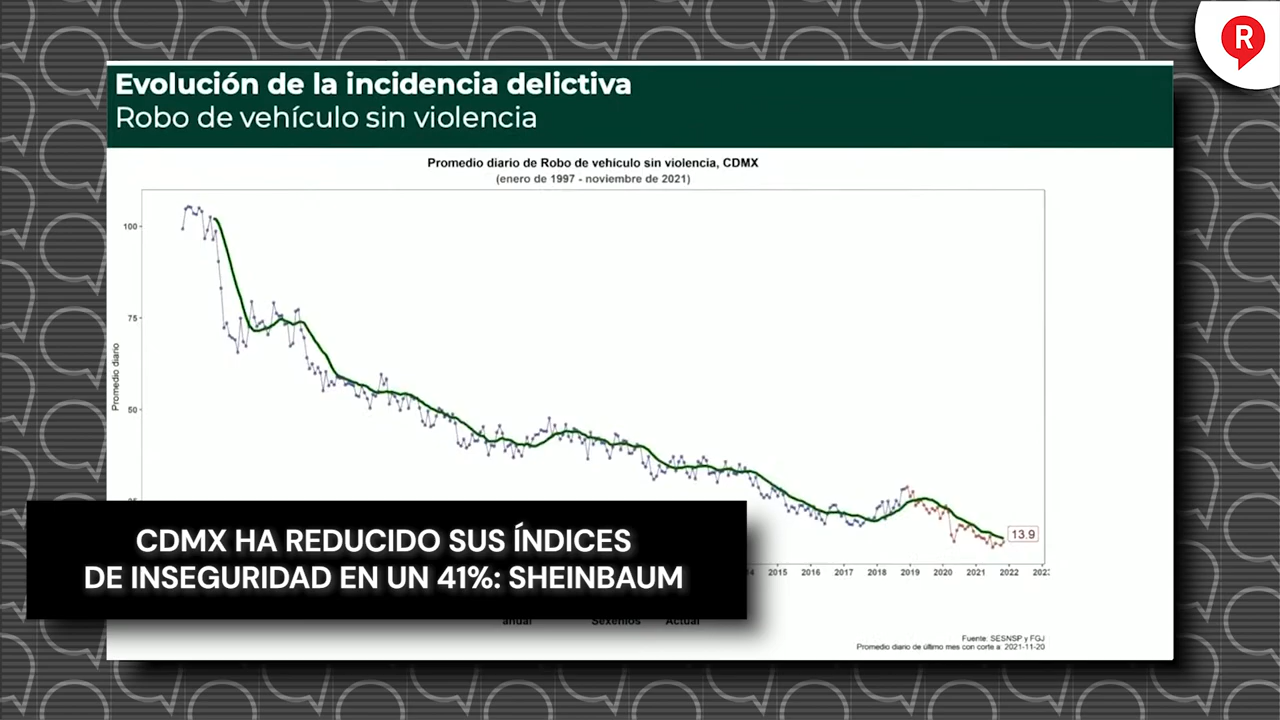 R
Evolución de la incidencia delictiva
Robo de vehículo sin violencia
Promedio diario de Robo de vehículo sin violencia, CDMX
(enero de 1997 - noviembre de 2021)
100
75
50
Promedio diario
13.9
2015 2016 2017 2018 2019 2020 2021 2022
CDMX HA REDUCIDO SUS ÍNDICES
DE INSEGURIDAD EN UN 41%: SHEINBAUM
anual Sexenios Actual
Fuente: SESNSP y FGJ
Promedio diario de último mes con corte a 2021-11-20